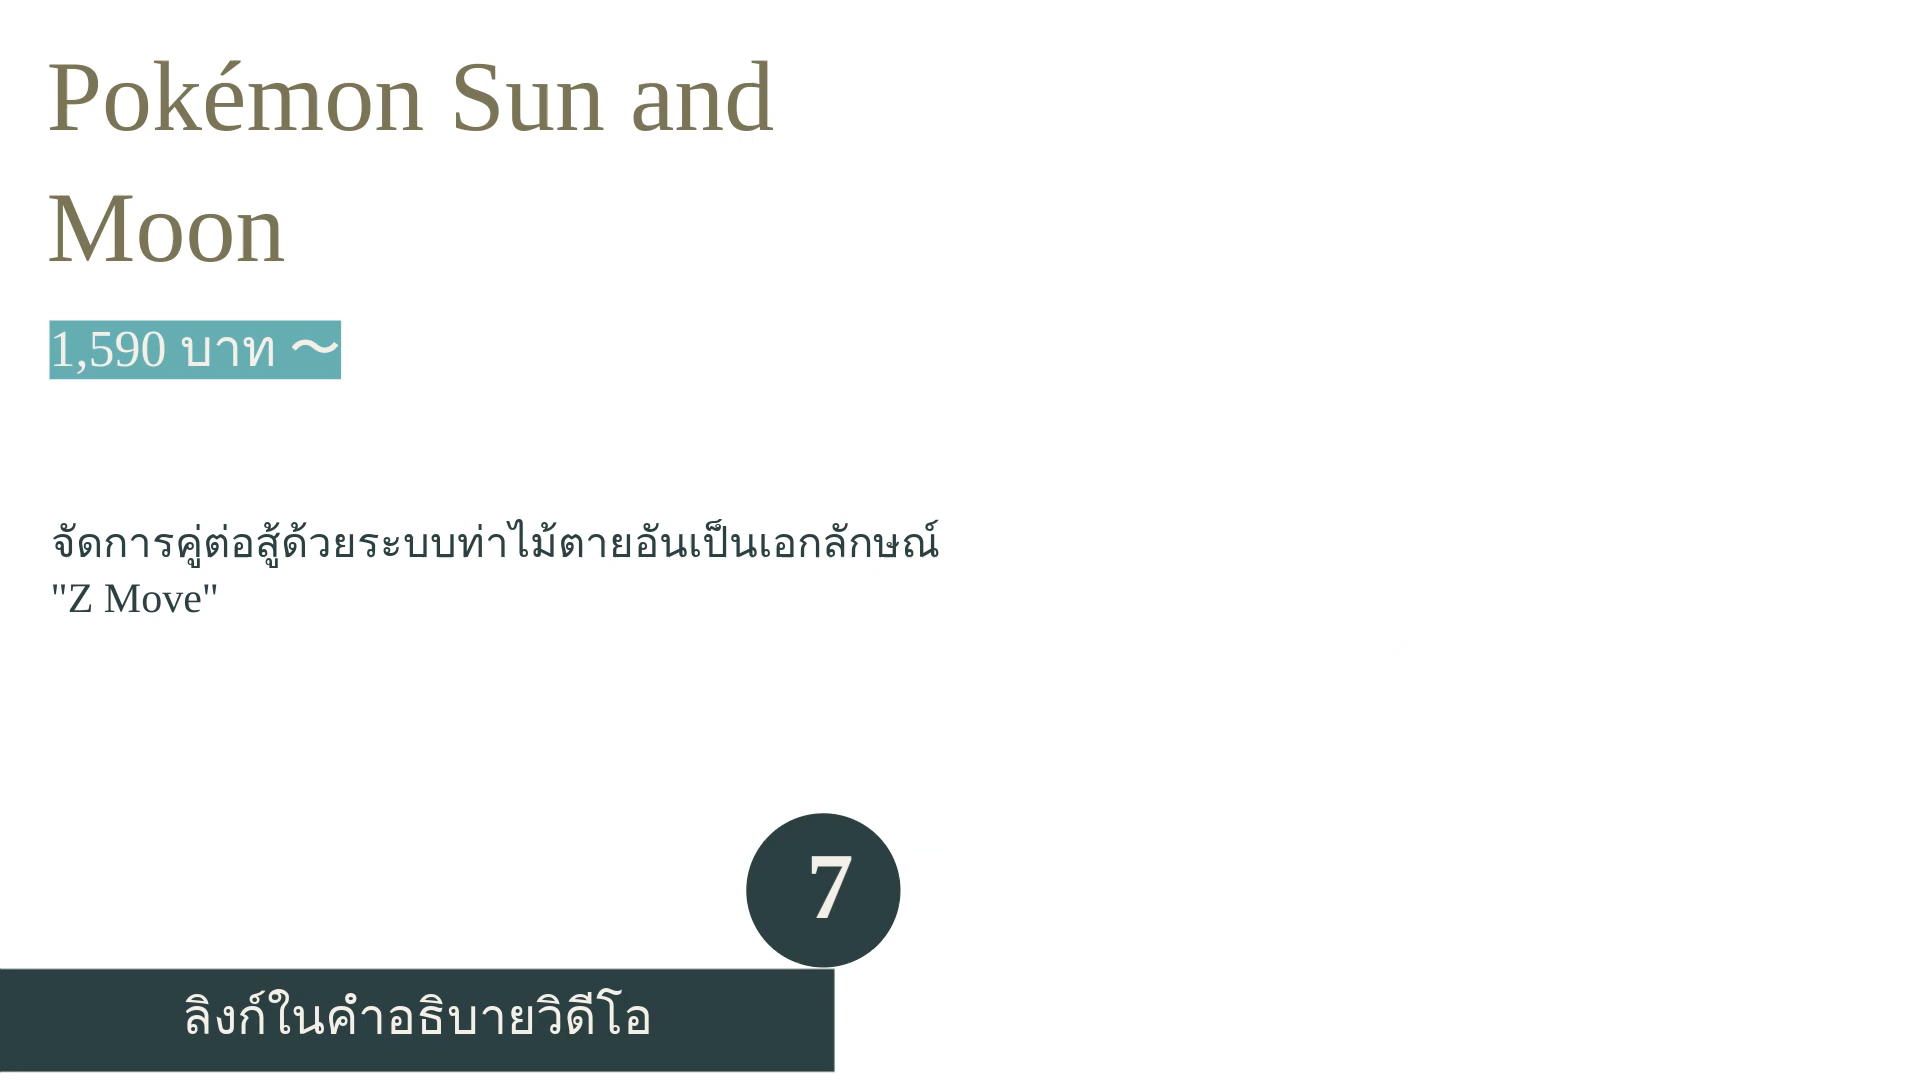 Pokémon Sun and
Moon
1,590 บาท ～
จัดการคู่ต่อสู้ด้วยระบบท่าไม้ตายอันเป็นเอกลักษณ์
"Z Move"
7
ลิงก์ในคำอธิบายวิดีโอ